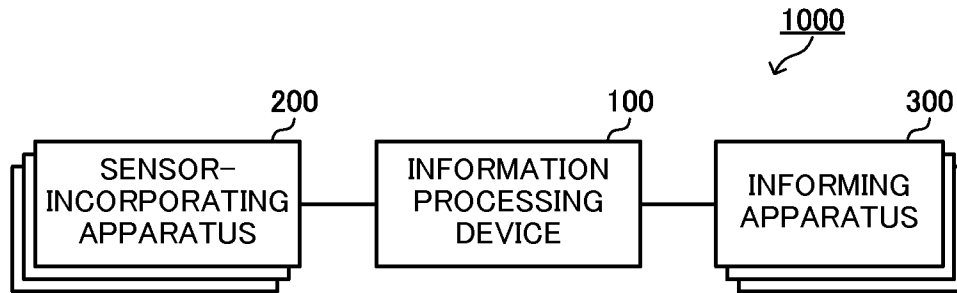 1000
200
100
300
SENSOR-
INCORPORATING
APPARATUS
INFORMATION
PROCESSING
DEVICE
INFORMING
APPARATUS